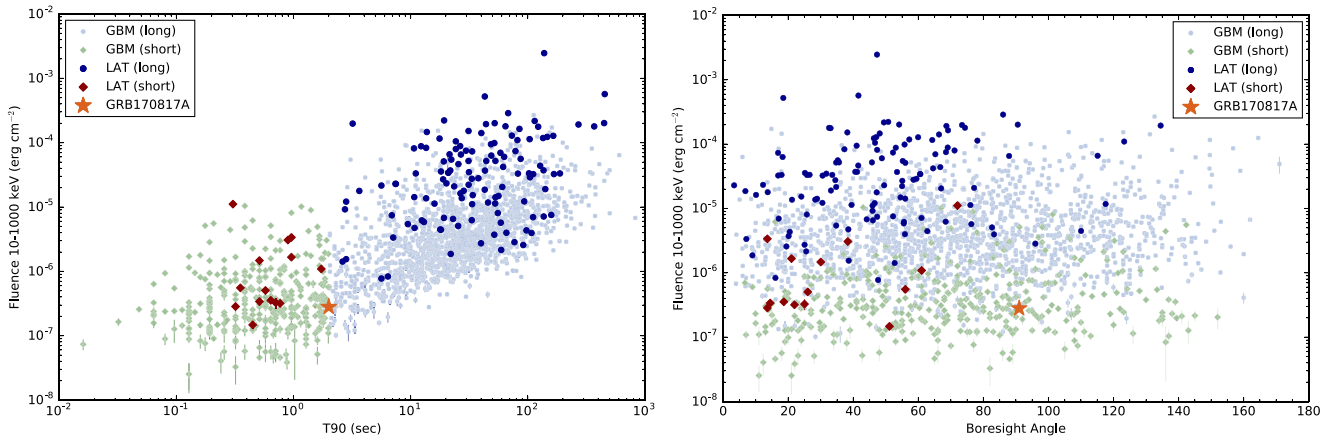 Fluence 10-1000 keV (erg cm⁻²)
10⁻²
10⁻³
10⁻⁴
10⁻⁵
10⁻⁶
10⁻⁷
10⁻⁸
GBM (long)
GBM (short)
LAT (long)
LAT (short)
GRB170817A
10⁻² 10⁻¹ 10⁰ 10¹ 10² 10³
T90 (sec)
Fluence 10-1000 keV (erg cm⁻²)
10⁻²
10⁻³
10⁻⁴
10⁻⁵
10⁻⁶
10⁻⁷
10⁻⁸
GBM (long)
GBM (short)
LAT (long)
LAT (short)
GRB170817A
0 20 40 60 80 100 120 140 160 180
Boresight Angle